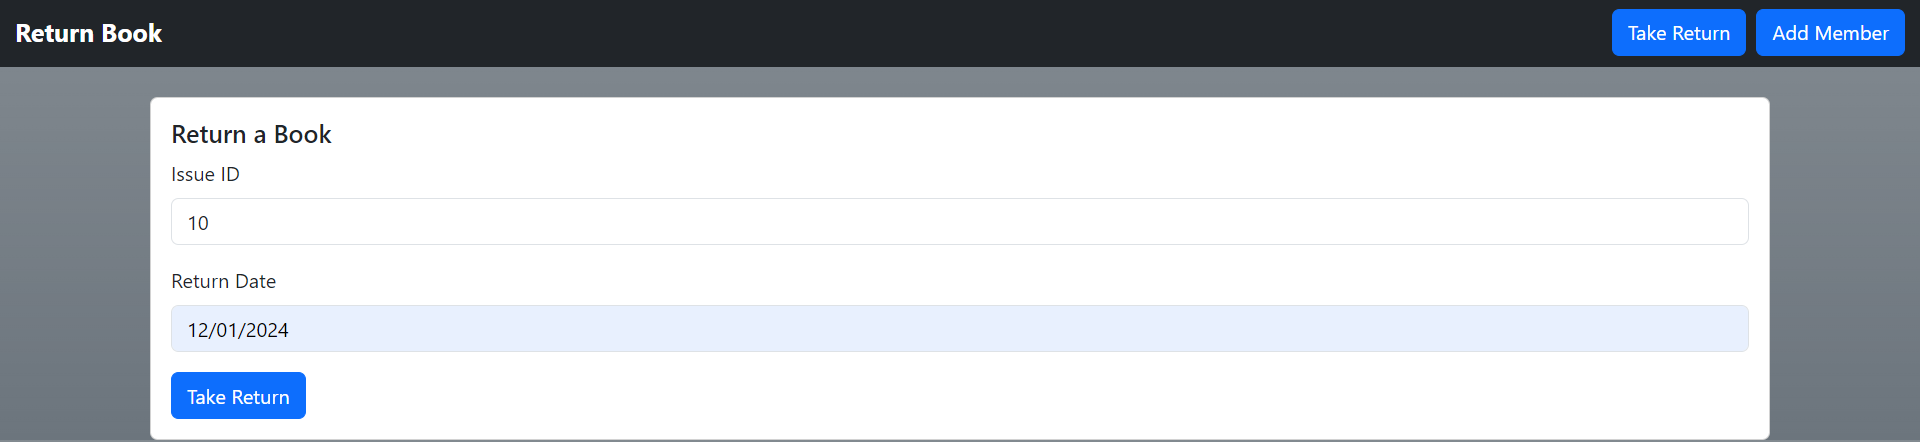 Return Book
Take Return
Add Member
Return a Book
Issue ID
10
Return Date
12/01/2024
Take Return